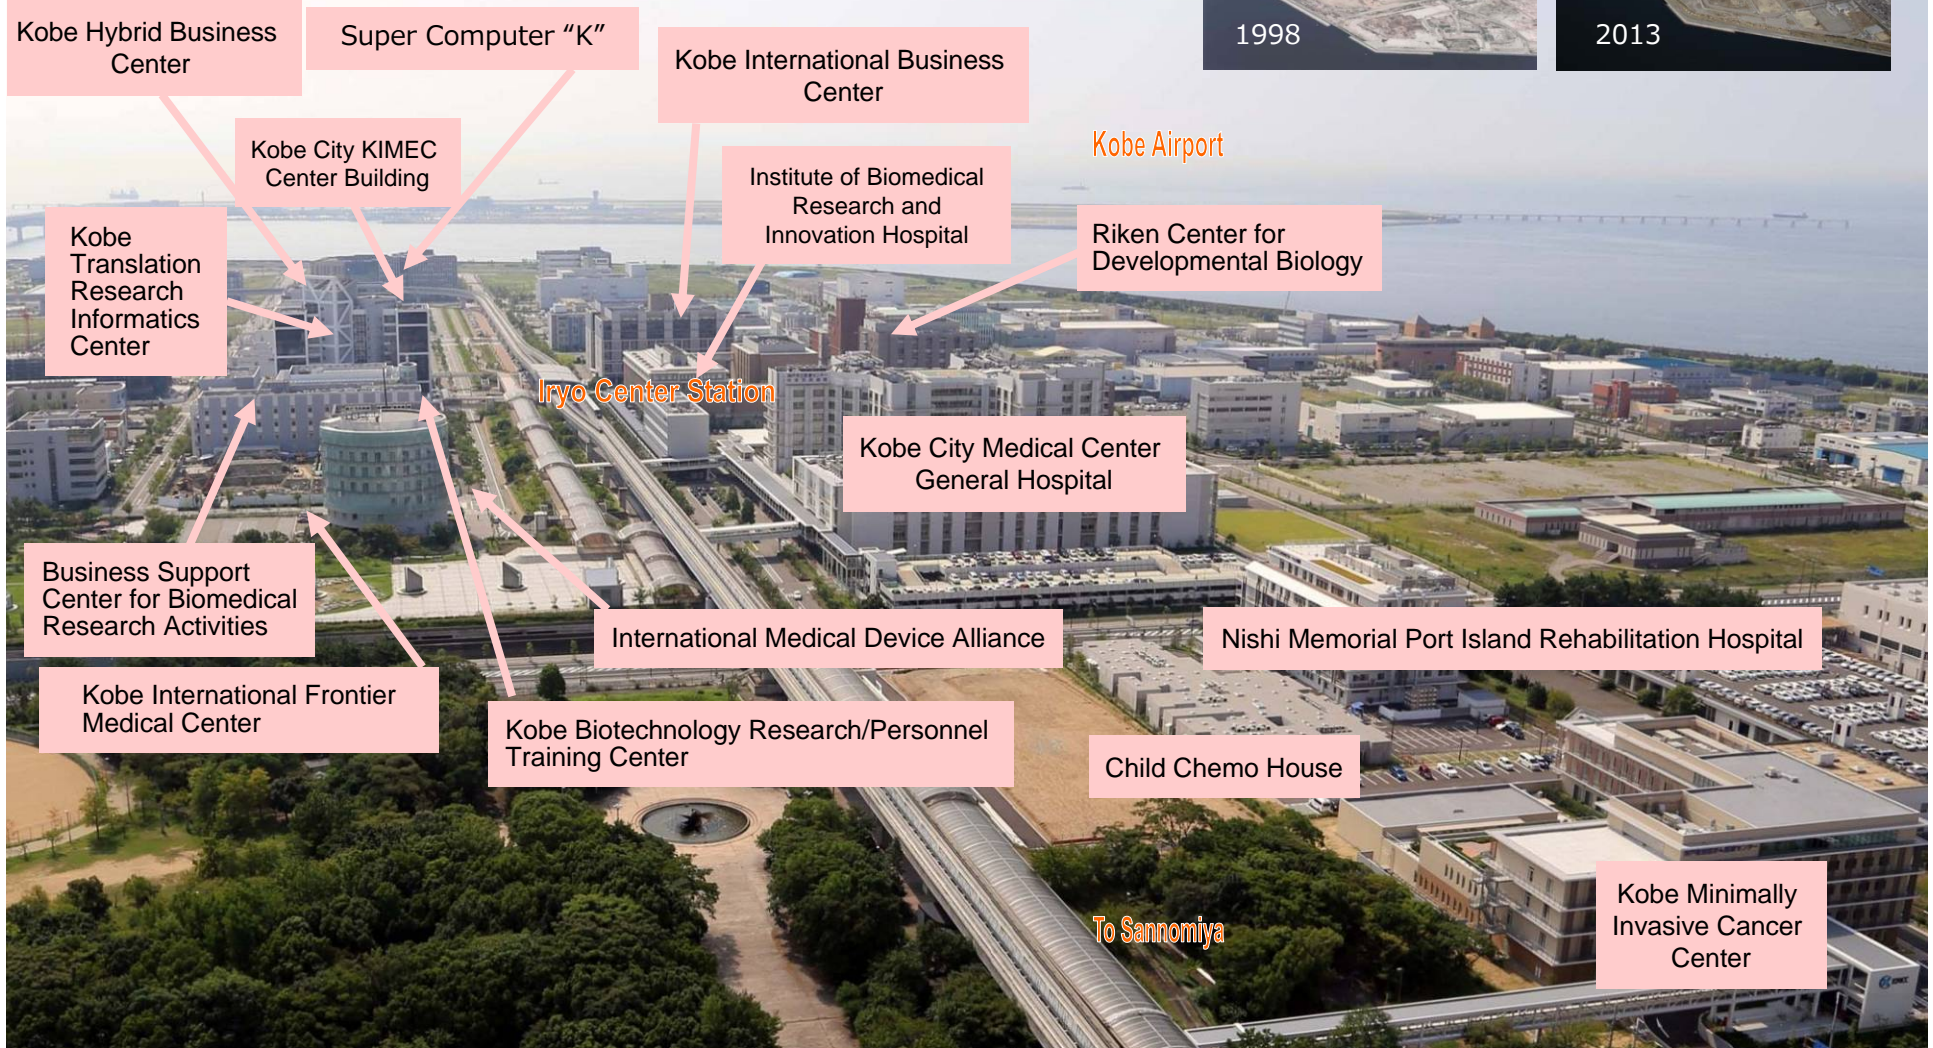 1998
2013
Kobe Hybrid Business
Center
Super Computer “K”
Kobe International Business
Center
Kobe City KIMEC
Center Building
Kobe Airport
Institute of Biomedical
Research and
Innovation Hospital
Kobe
Translation
Research
Informatics
Center
Riken Center for
Developmental Biology
Iryo Center Station
Kobe City Medical Center
General Hospital
Business Support
Center for Biomedical
Research Activities
International Medical Device Alliance
Nishi Memorial Port Island Rehabilitation Hospital
Kobe International Frontier
Medical Center
Kobe Biotechnology Research/Personnel
Training Center
Child Chemo House
Kobe Minimally
Invasive Cancer
Center
To Sannomiya